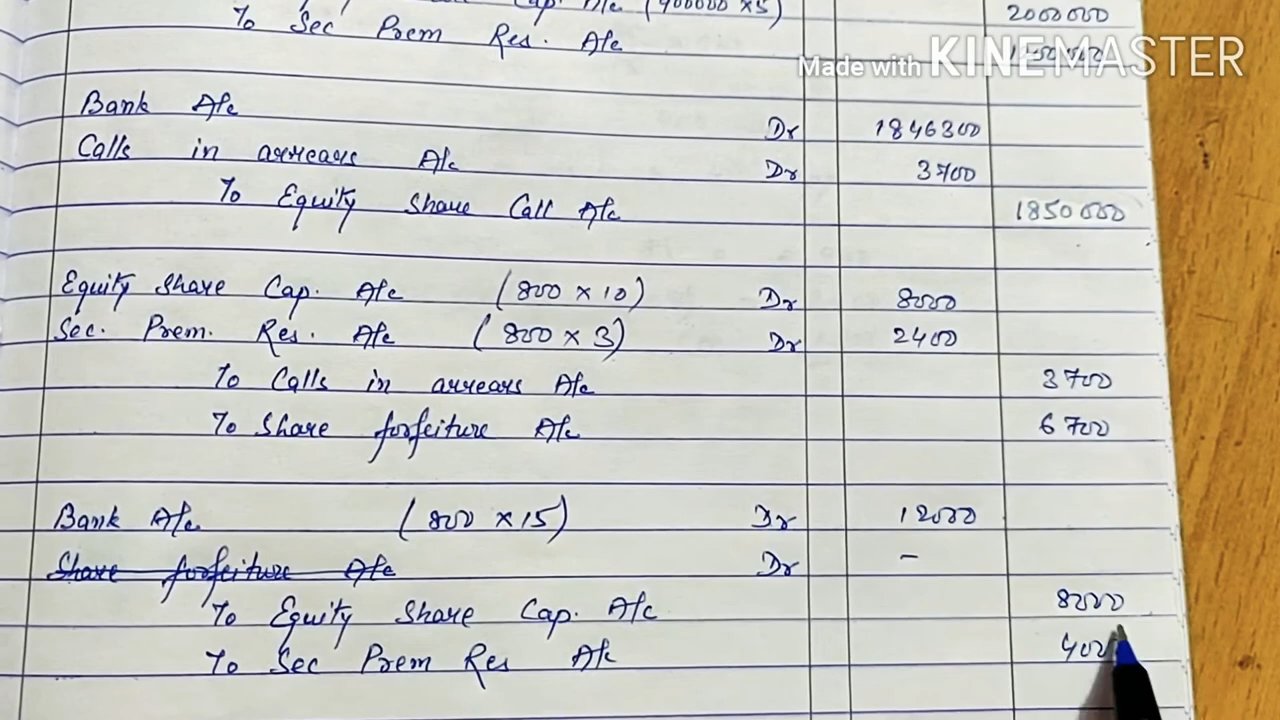 Cap. A/c (400000 x 5)
2000000
To Sec Prem Res. A/c
Made with KINEMASTER
Bank A/c Dr 1846300
Calls in arrears A/c Dr 3700
To Equity Share Call A/c 1850000
Equity Share Cap. A/c (800 x 10) Dr 8000
Sec. Prem. Res. A/c (800 x 3) Dr 2400
To Calls in arrears A/c 3700
To Share forfeiture A/c 6700
Bank A/c (800 x 15) Dr 12000
Share forfeiture A/c Dr –
To Equity Share Cap. A/c 8000
To Sec Prem Res A/c